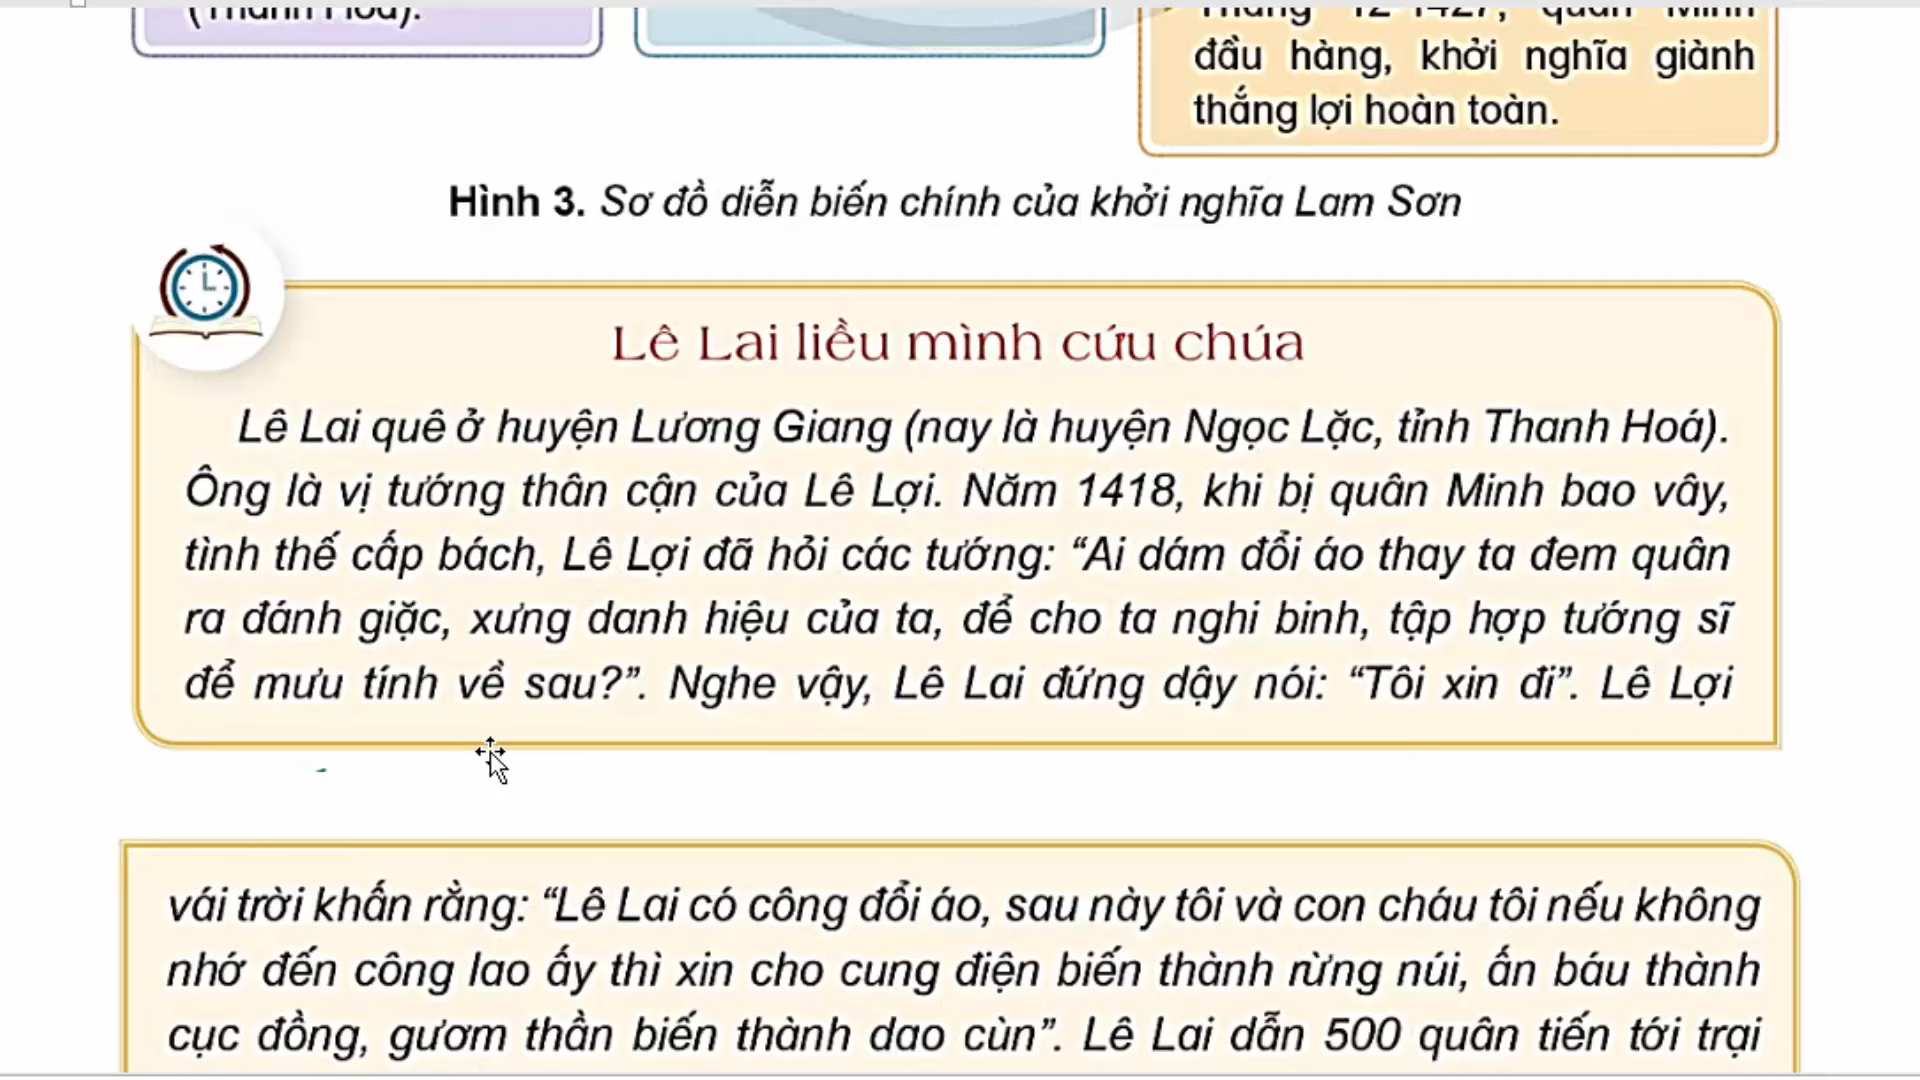 (Thanh Hoá).
Tháng 12-1427, quân Minh
đầu hàng, khởi nghĩa giành
thắng lợi hoàn toàn.
Hình 3. Sơ đồ diễn biến chính của khởi nghĩa Lam Sơn
Lê Lai liều mình cứu chúa
Lê Lai quê ở huyện Lương Giang (nay là huyện Ngọc Lặc, tỉnh Thanh Hoá).
Ông là vị tướng thân cận của Lê Lợi. Năm 1418, khi bị quân Minh bao vây,
tình thế cấp bách, Lê Lợi đã hỏi các tướng: “Ai dám đổi áo thay ta đem quân
ra đánh giặc, xưng danh hiệu của ta, để cho ta nghi binh, tập hợp tướng sĩ
để mưu tính về sau?”. Nghe vậy, Lê Lai đứng dậy nói: “Tôi xin đi”. Lê Lợi
vái trời khấn rằng: “Lê Lai có công đổi áo, sau này tôi và con cháu tôi nếu không
nhớ đến công lao ấy thì xin cho cung điện biến thành rừng núi, ấn báu thành
cục đồng, gươm thần biến thành dao cùn”. Lê Lai dẫn 500 quân tiến tới trại